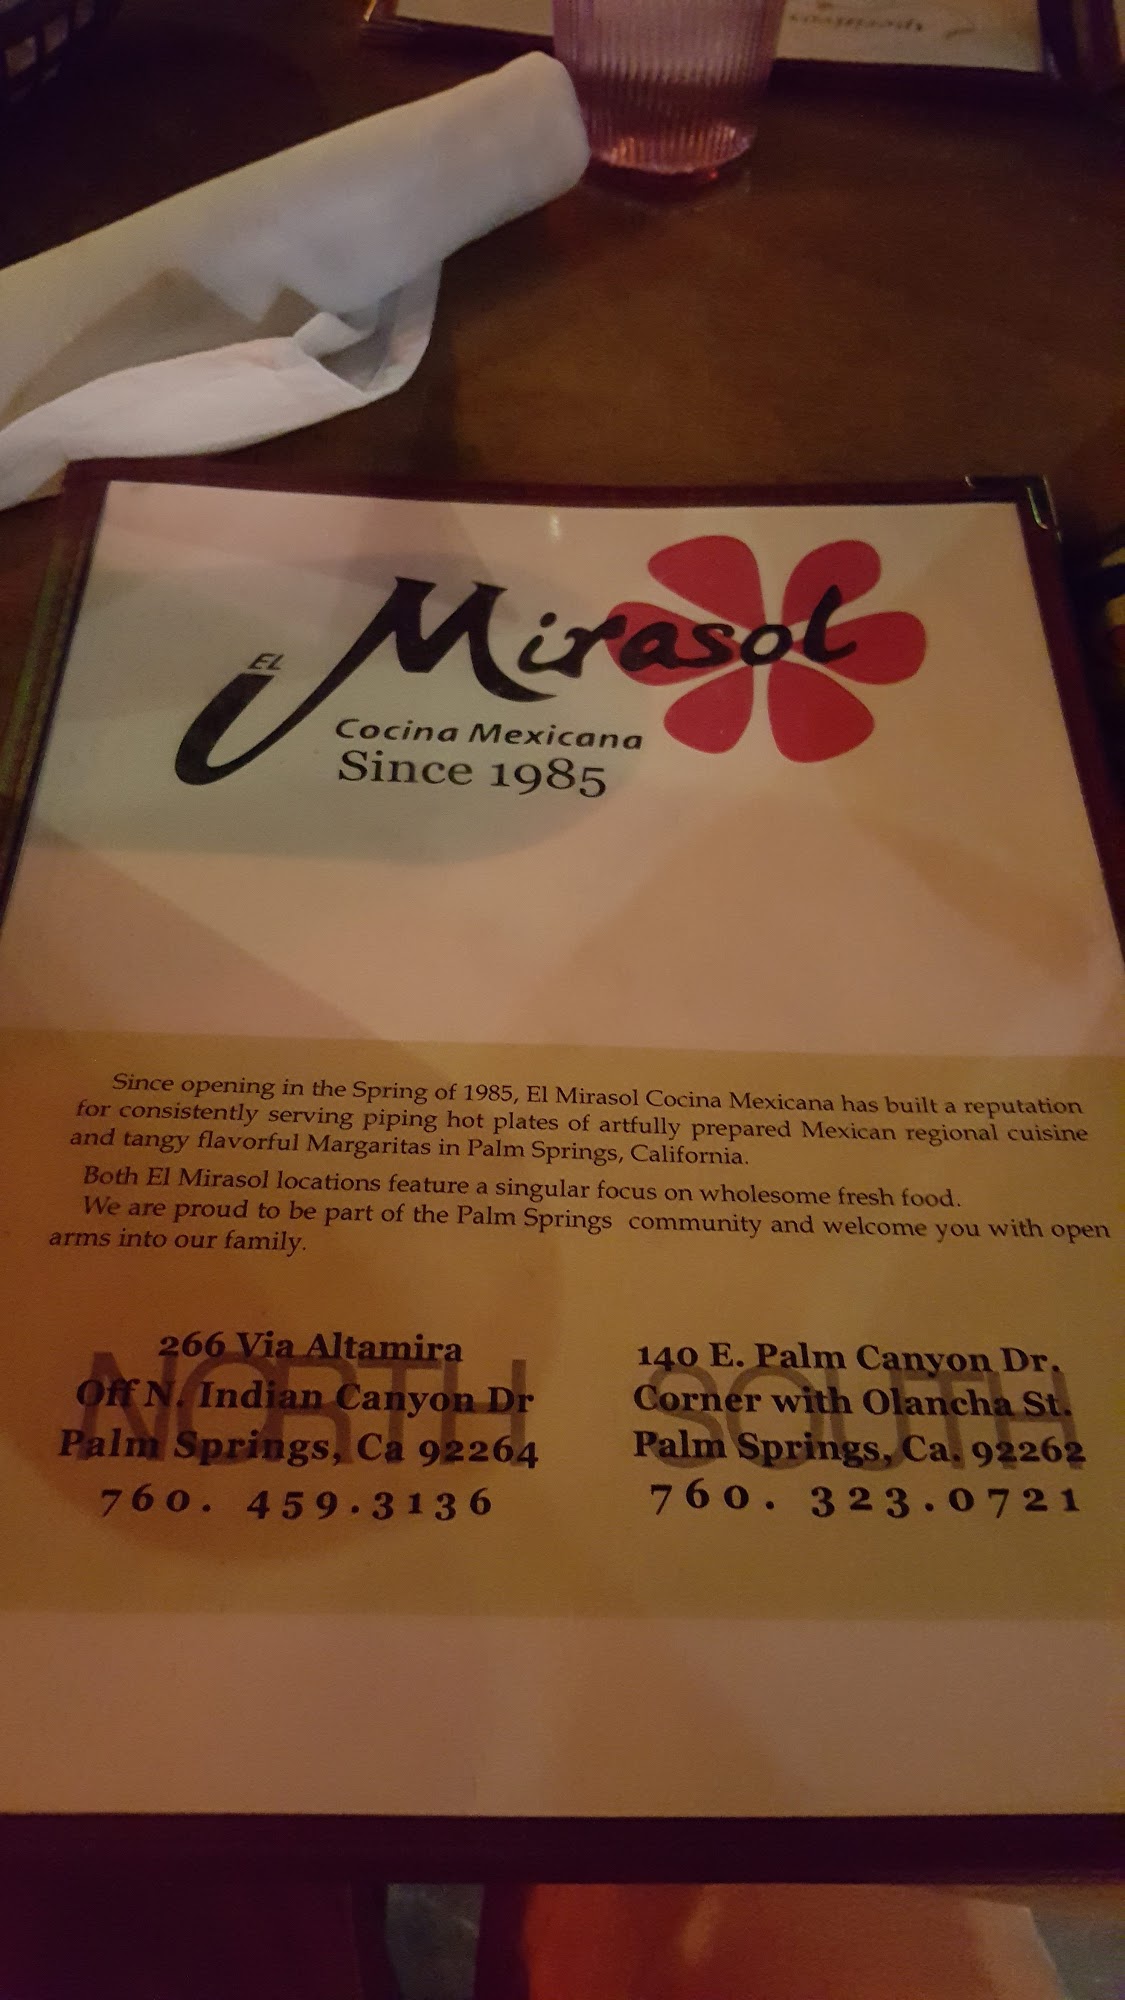 EL
Mirasol
Cocina Mexicana
Since 1985
Since opening in the Spring of 1985, El Mirasol Cocina Mexicana has built a reputation
for consistently serving piping hot plates of artfully prepared Mexican regional cuisine
and tangy flavorful Margaritas in Palm Springs, California.
Both El Mirasol locations feature a singular focus on wholesome fresh food.
We are proud to be part of the Palm Springs community and welcome you with open
arms into our family.
NORTH
266 Via Altamira
Off N. Indian Canyon Dr
Palm Springs, Ca 92264
760. 459.3136
SOUTH
140 E. Palm Canyon Dr.
Corner with Olancha St.
Palm Springs, Ca. 92262
760. 323.0721